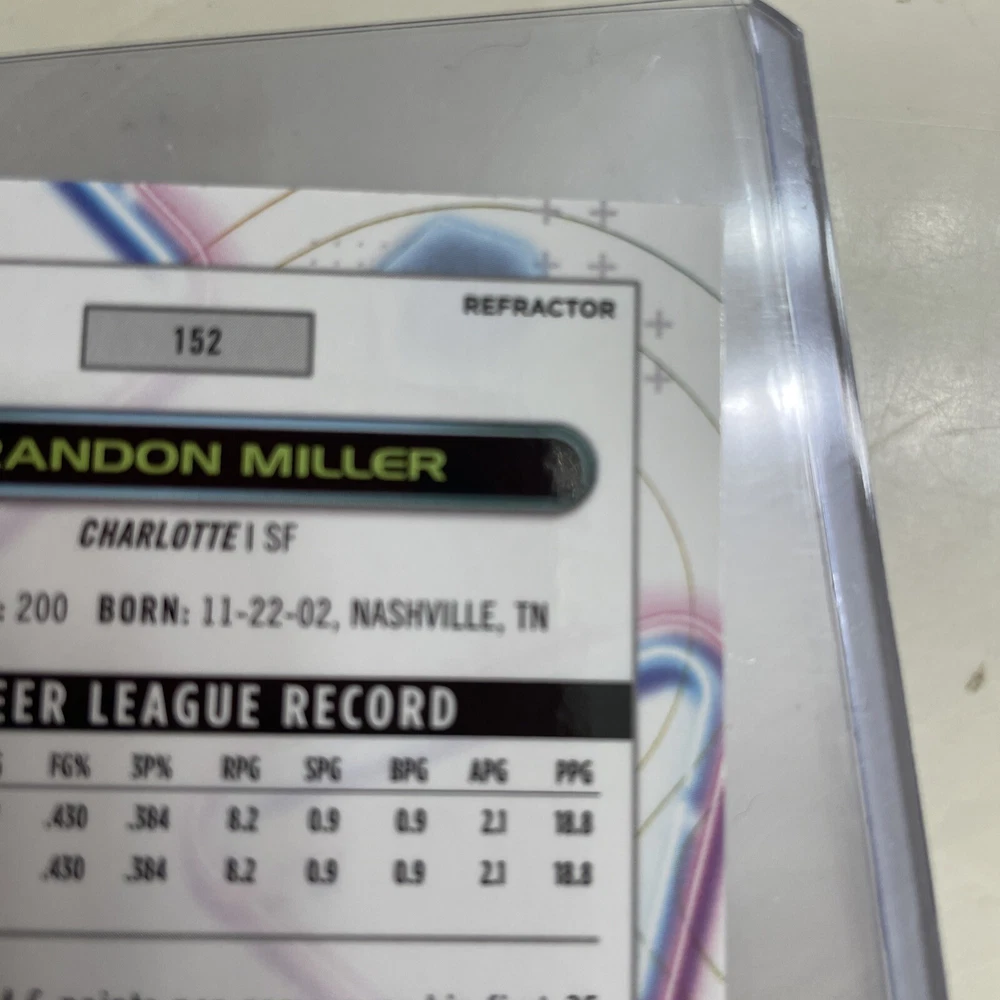 REFRACTOR
152
RANDON MILLER
CHARLOTTE | SF
: 200 BORN: 11-22-02, NASHVILLE, TN
EER LEAGUE RECORD
FG% 3P% RPG SPG BPG APG PPG
.430 .384 8.2 0.9 0.9 2.1 18.8
.430 .384 8.2 0.9 0.9 2.1 18.8